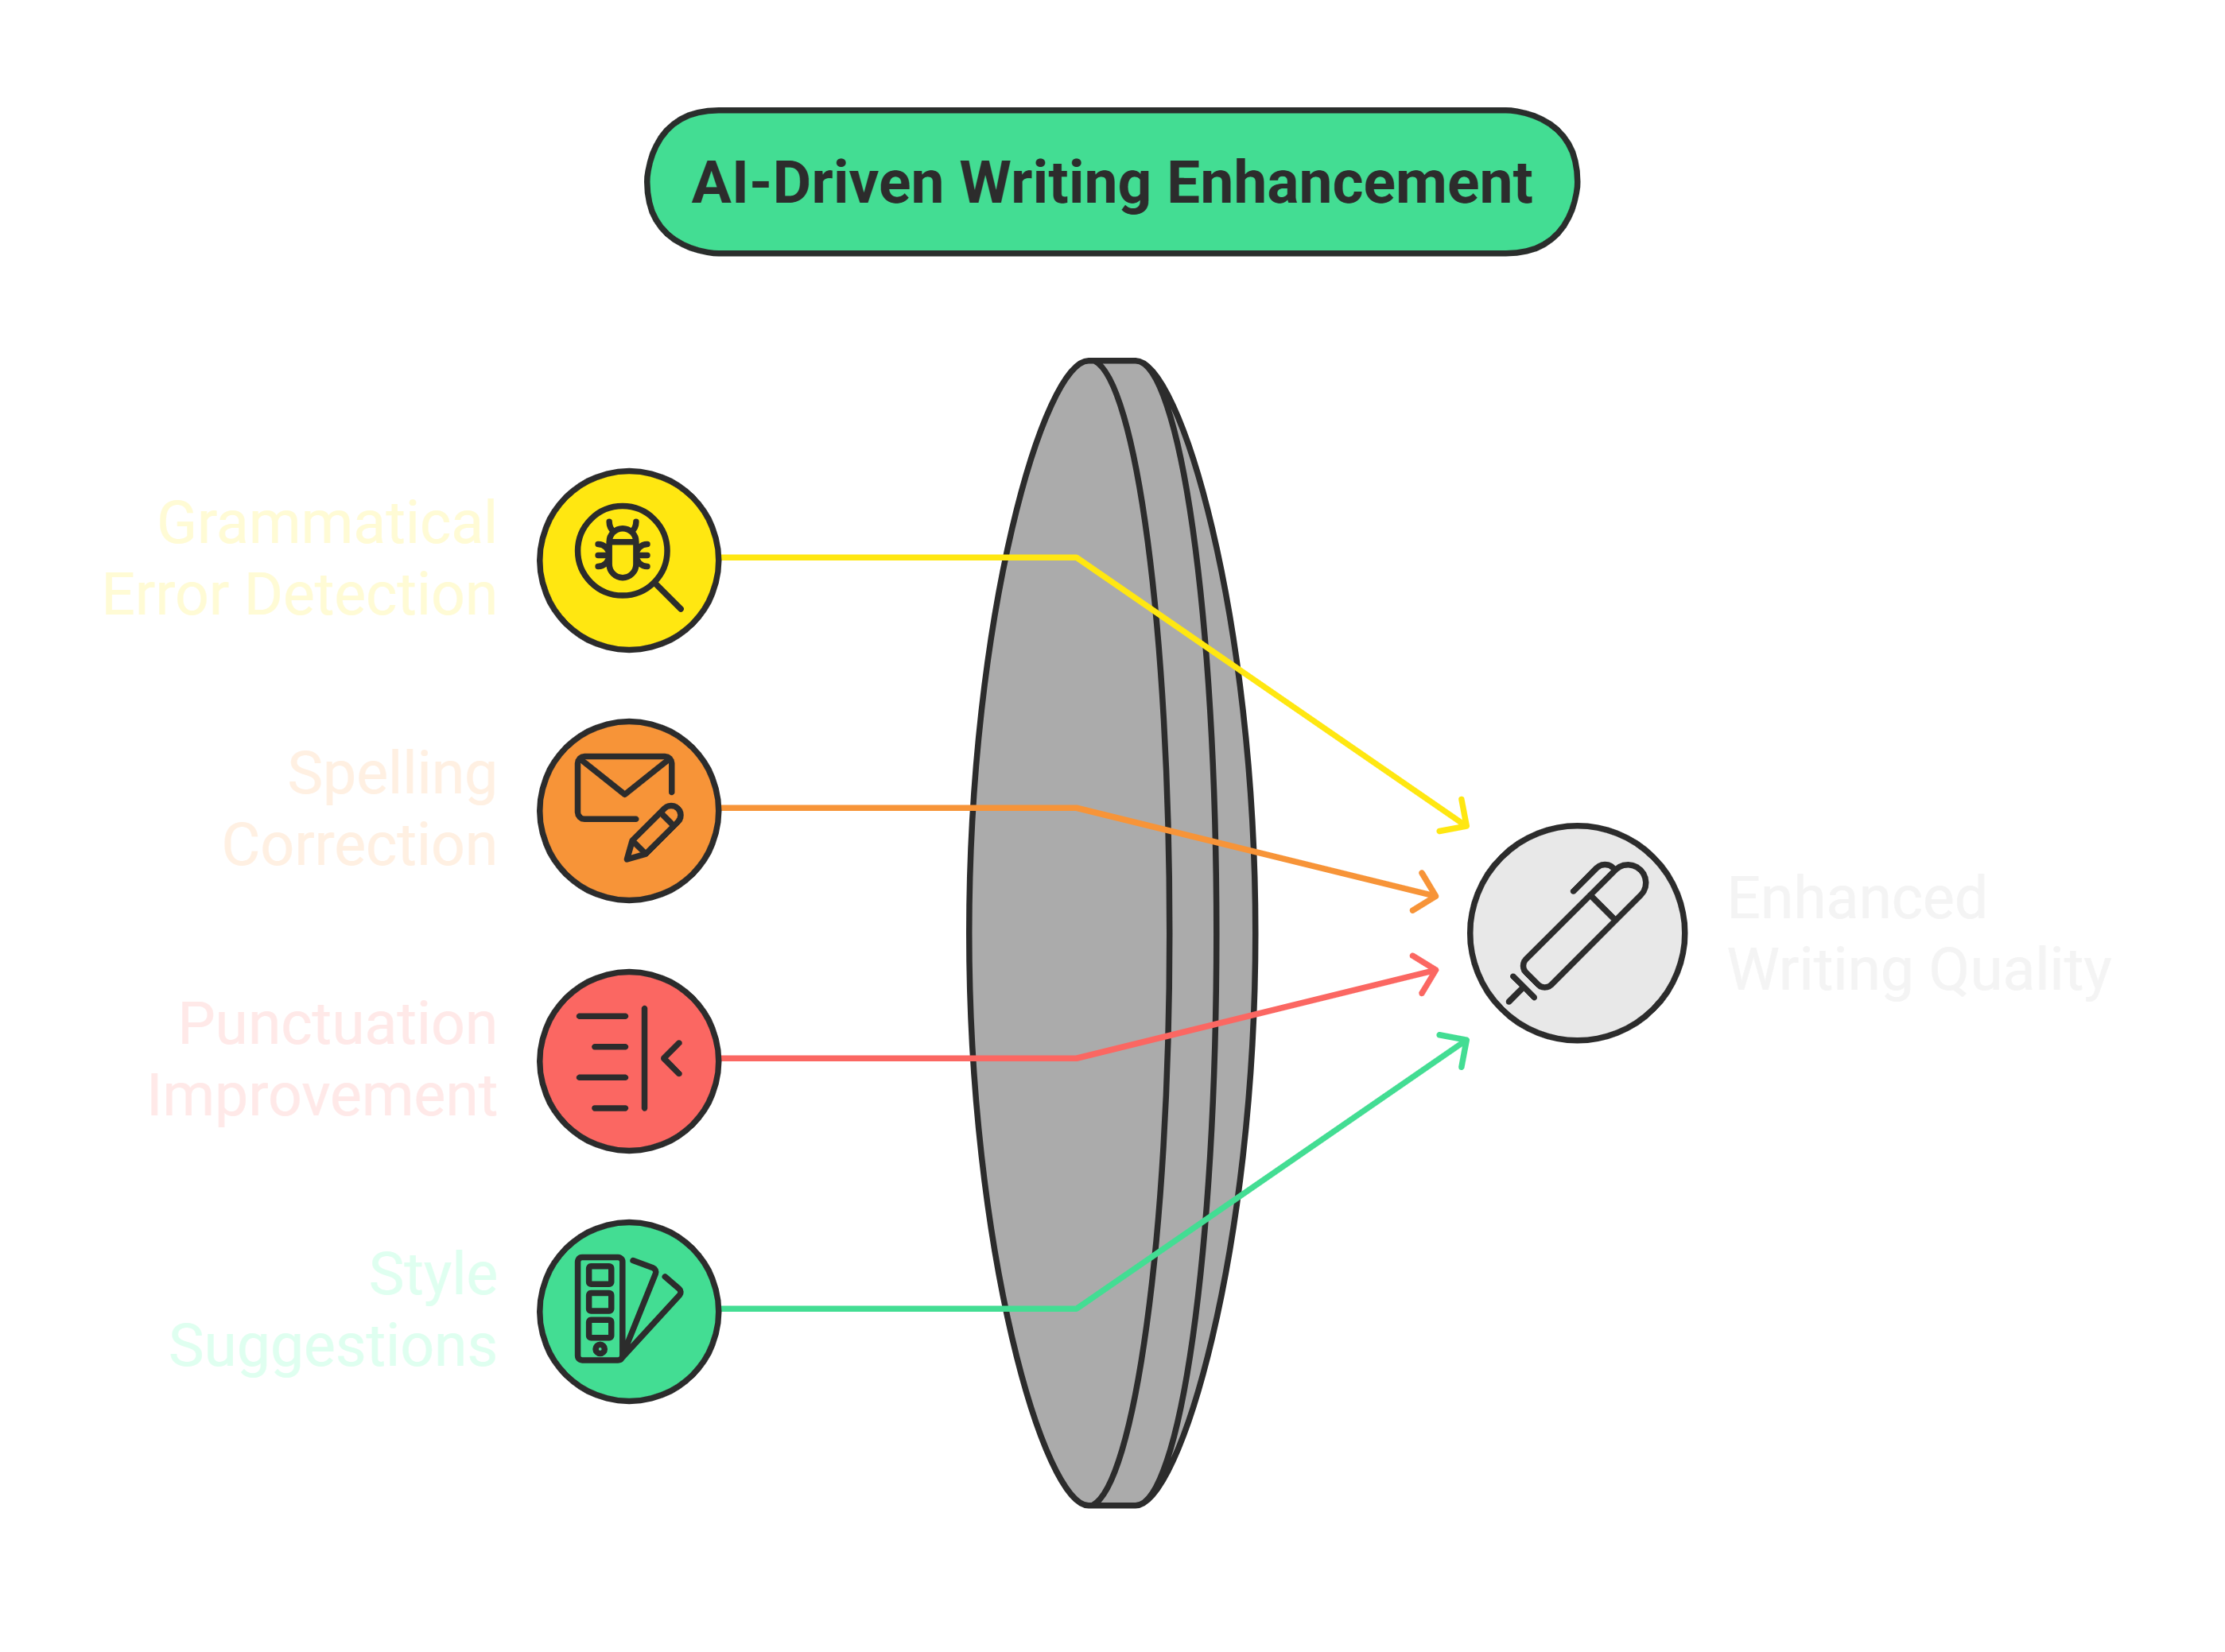 AI-Driven Writing Enhancement
Grammatical
Error Detection
Spelling
Correction
Punctuation
Improvement
Style
Suggestions
Enhanced
Writing Quality